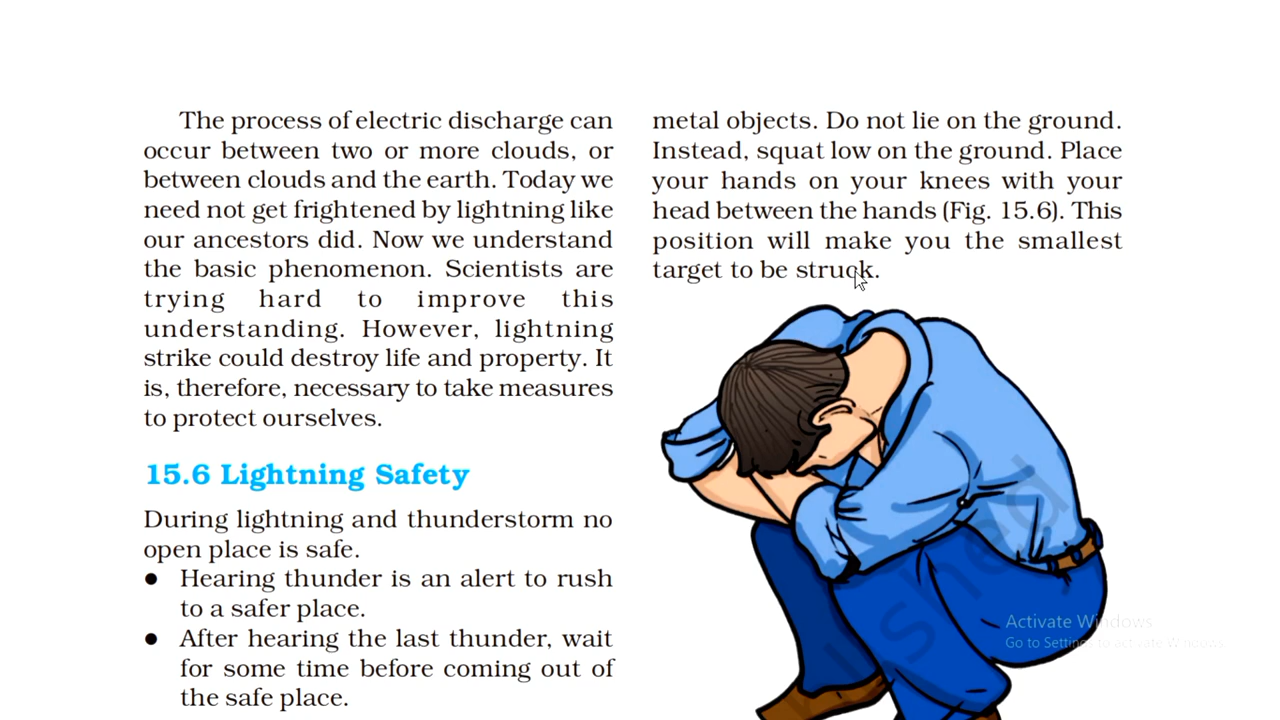 The process of electric discharge can
occur between two or more clouds, or
between clouds and the earth. Today we
need not get frightened by lightning like
our ancestors did. Now we understand
the basic phenomenon. Scientists are
trying hard to improve this
understanding. However, lightning
strike could destroy life and property. It
is, therefore, necessary to take measures
to protect ourselves.
15.6 Lightning Safety
During lightning and thunderstorm no
open place is safe.
● Hearing thunder is an alert to rush
to a safer place.
● After hearing the last thunder, wait
for some time before coming out of
the safe place.
metal objects. Do not lie on the ground.
Instead, squat low on the ground. Place
your hands on your knees with your
head between the hands (Fig. 15.6). This
position will make you the smallest
target to be struck.
Activate Windows
Go to Settings to activate Windows.